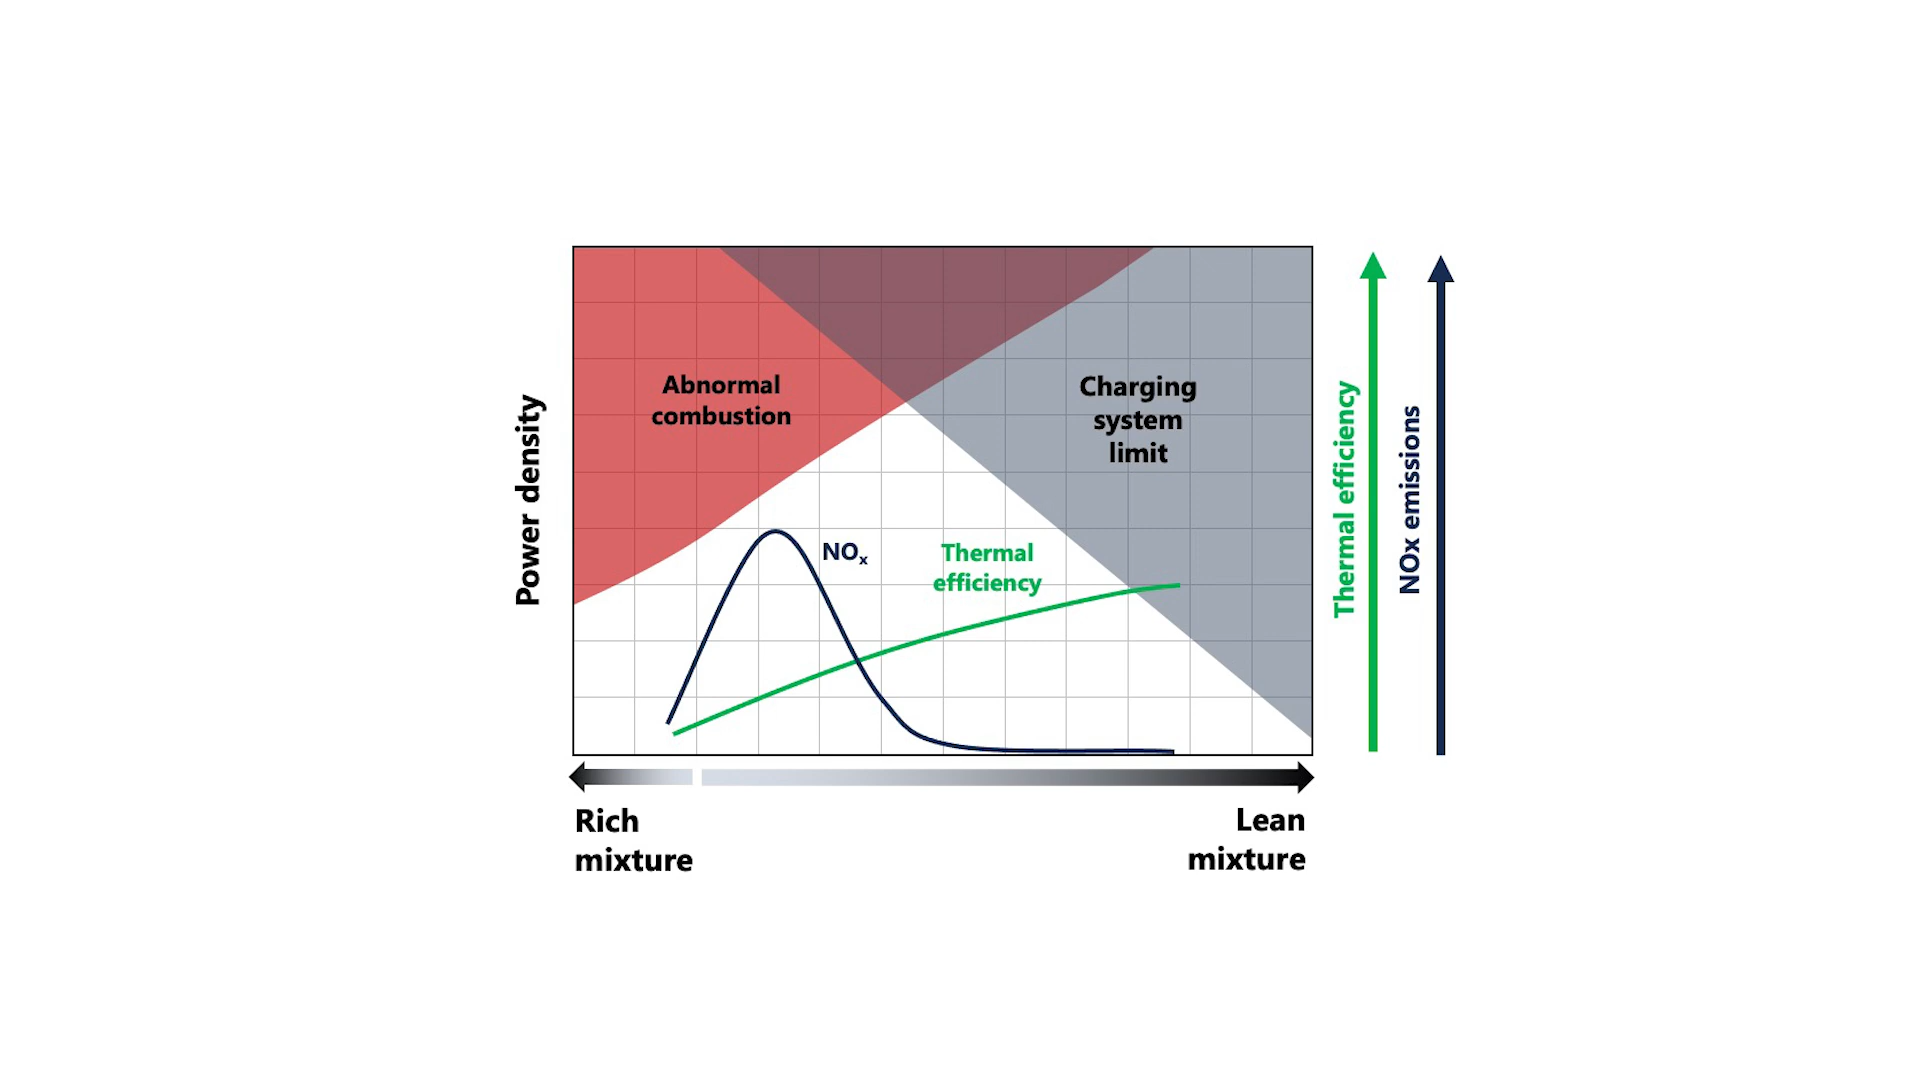 Abnormal
combustion
Charging
system
limit
Power density
NOₓ
Thermal
efficiency
Thermal efficiency
NOx emissions
Rich
mixture
Lean
mixture